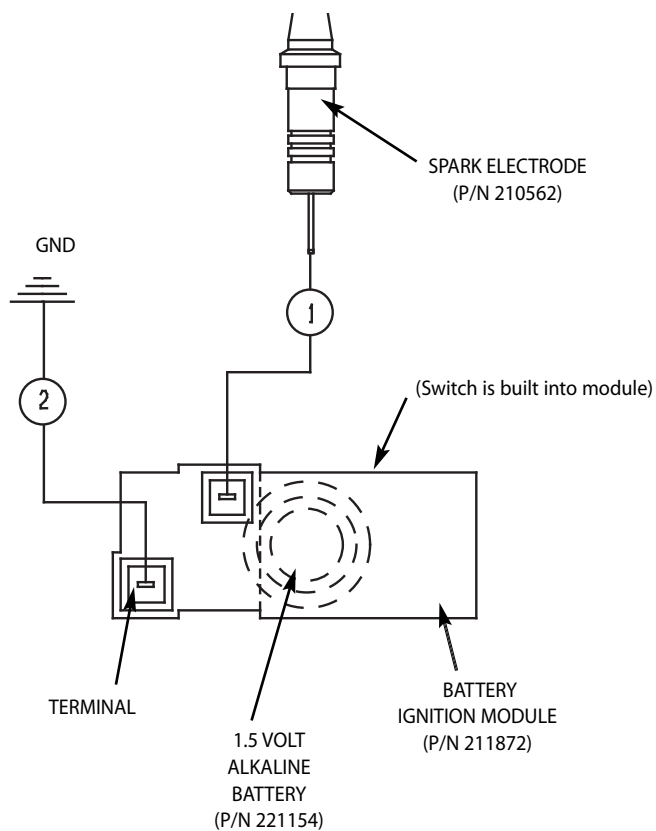 SPARK ELECTRODE
(P/N 210562)
GND
1
2
(Switch is built into module)
TERMINAL
BATTERY
IGNITION MODULE
(P/N 211872)
1.5 VOLT
ALKALINE
BATTERY
(P/N 221154)